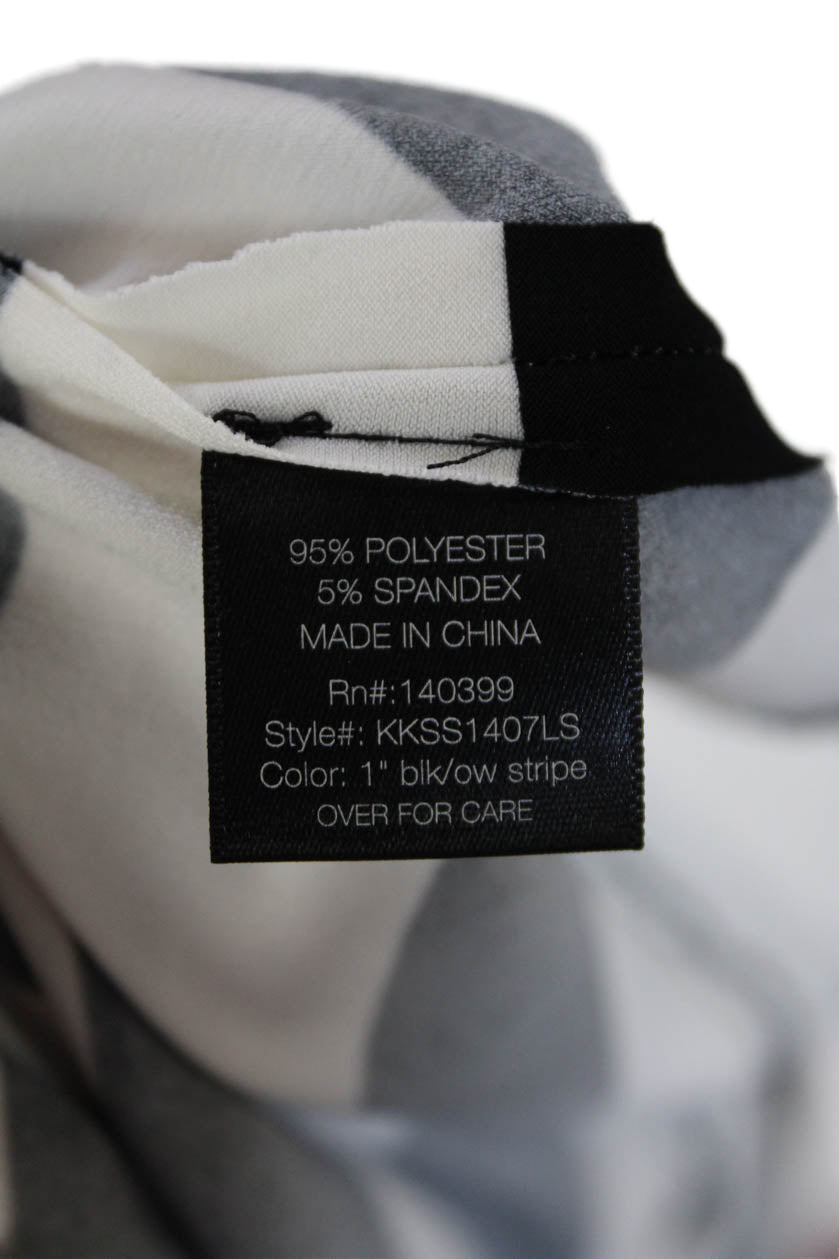 95% POLYESTER
5% SPANDEX
MADE IN CHINA
Rn#:140399
Style#: KKSS1407LS
Color: 1" blk/ow stripe
OVER FOR CARE